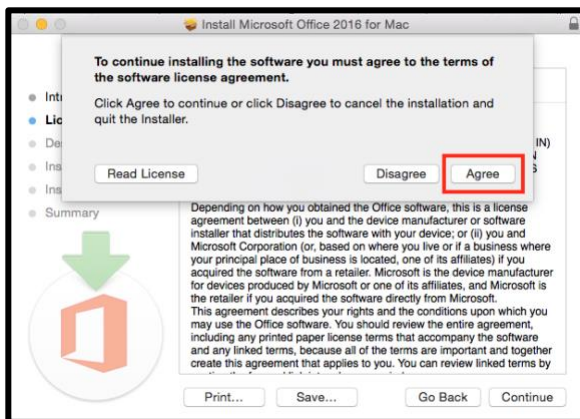 Install Microsoft Office 2016 for Mac
To continue installing the software you must agree to the terms of
the software license agreement.
Click Agree to continue or click Disagree to cancel the installation and
quit the Installer.
Read License
Disagree
Agree
Int
Lic
De
Ins
Ins
Summary
IN)
S
Depending on how you obtained the Office software, this is a license
agreement between (i) you and the device manufacturer or software
installer that distributes the software with your device; or (ii) you and
Microsoft Corporation (or, based on where you live or if a business where
your principal place of business is located, one of its affiliates) if you
acquired the software from a retailer. Microsoft is the device manufacturer
for devices produced by Microsoft or one of its affiliates, and Microsoft is
the retailer if you acquired the software directly from Microsoft.
This agreement describes your rights and the conditions upon which you
may use the Office software. You should review the entire agreement,
including any printed paper license terms that accompany the software
and any linked terms, because all of the terms are important and together
create this agreement that applies to you. You can review linked terms by
Print...
Save...
Go Back
Continue